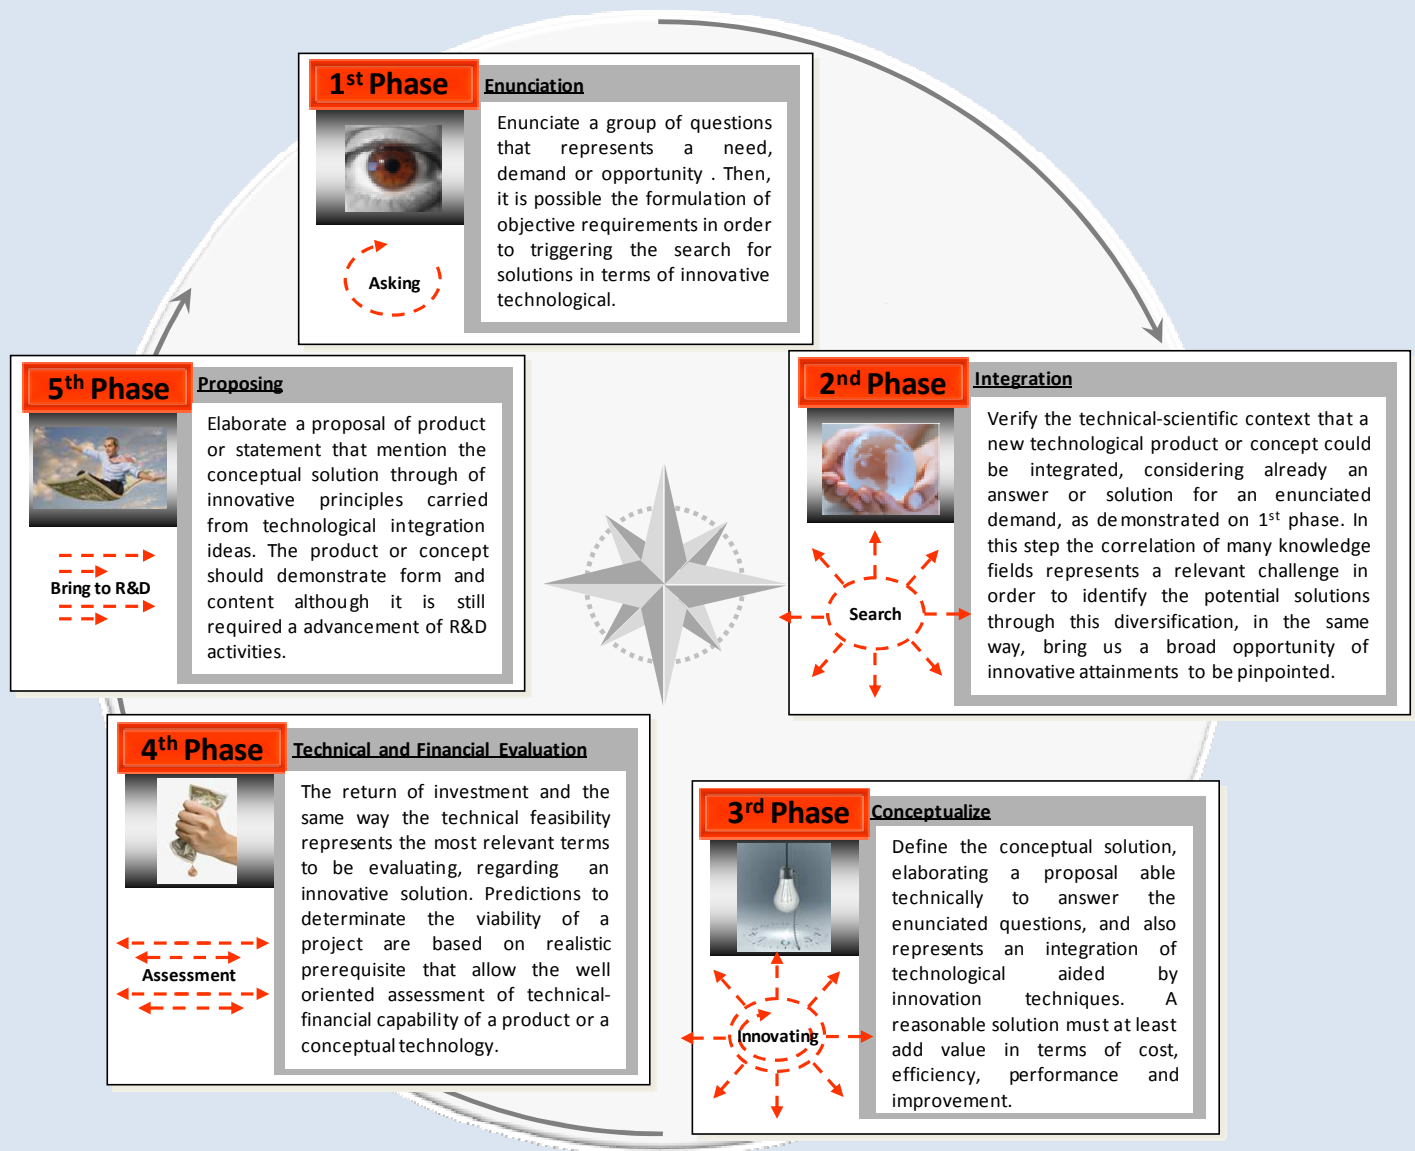 1st Phase
Enunciation
Enunciate a group of questions
that represents a need,
demand or opportunity . Then,
it is possible the formulation of
objective requirements in order
to triggering the search for
solutions in terms of innovative
technological.
Asking
2nd Phase
Integration
Verify the technical-scientific context that a
new technological product or concept could
be integrated, considering already an
answer or solution for an enunciated
demand, as demonstrated on 1st phase. In
this step the correlation of many knowledge
fields represents a relevant challenge in
order to identify the potential solutions
through this diversification, in the same
way, bring us a broad opportunity of
innovative attainments to be pinpointed.
Search
3rd Phase
Conceptualize
Define the conceptual solution,
elaborating a proposal able
technically to answer the
enunciated questions, and also
represents an integration of
technological aided by
innovation techniques. A
reasonable solution must at least
add value in terms of cost,
efficiency, performance and
improvement.
Innovating
4th Phase
Technical and Financial Evaluation
The return of investment and the
same way the technical feasibility
represents the most relevant terms
to be evaluating, regarding an
innovative solution. Predictions to
determinate the viability of a
project are based on realistic
prerequisite that allow the well
oriented assessment of technical-
financial capability of a product or a
conceptual technology.
Assessment
5th Phase
Proposing
Elaborate a proposal of product
or statement that mention the
conceptual solution through of
innovative principles carried
from technological integration
ideas. The product or concept
should demonstrate form and
content although it is still
required a advancement of R&D
activities.
Bring to R&D